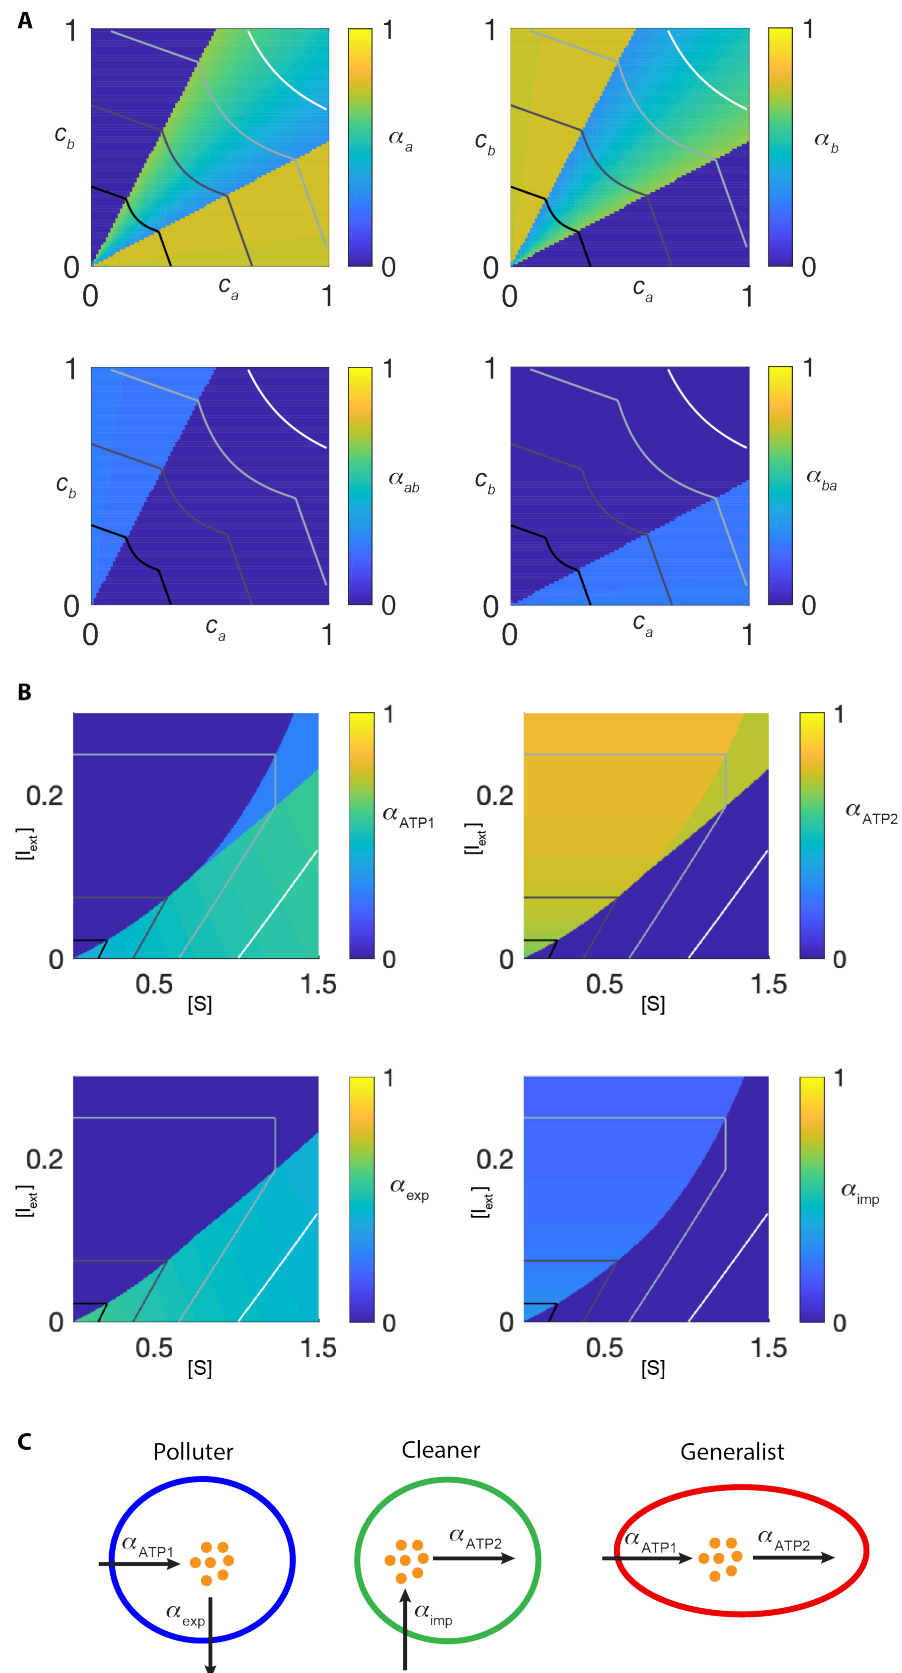 A
1
1
1
1
c_b
α_a
c_b
α_b
0
0
0
0
0
c_a
1
0
c_a
1
1
1
1
1
c_b
α_ab
c_b
α_ba
0
0
0
0
0
c_a
1
0
c_a
1
B
1
1
0.2
0.2
[I_ext]
α_ATP1
[I_ext]
α_ATP2
0
0
0
0
0.5
1.5
0.5
1.5
[S]
[S]
1
1
0.2
0.2
[I_ext]
α_exp
[I_ext]
α_imp
0
0
0
0
0.5
1.5
0.5
1.5
[S]
[S]
C
Polluter
Cleaner
Generalist
α_ATP1
α_ATP2
α_ATP1
α_ATP2
α_exp
α_imp